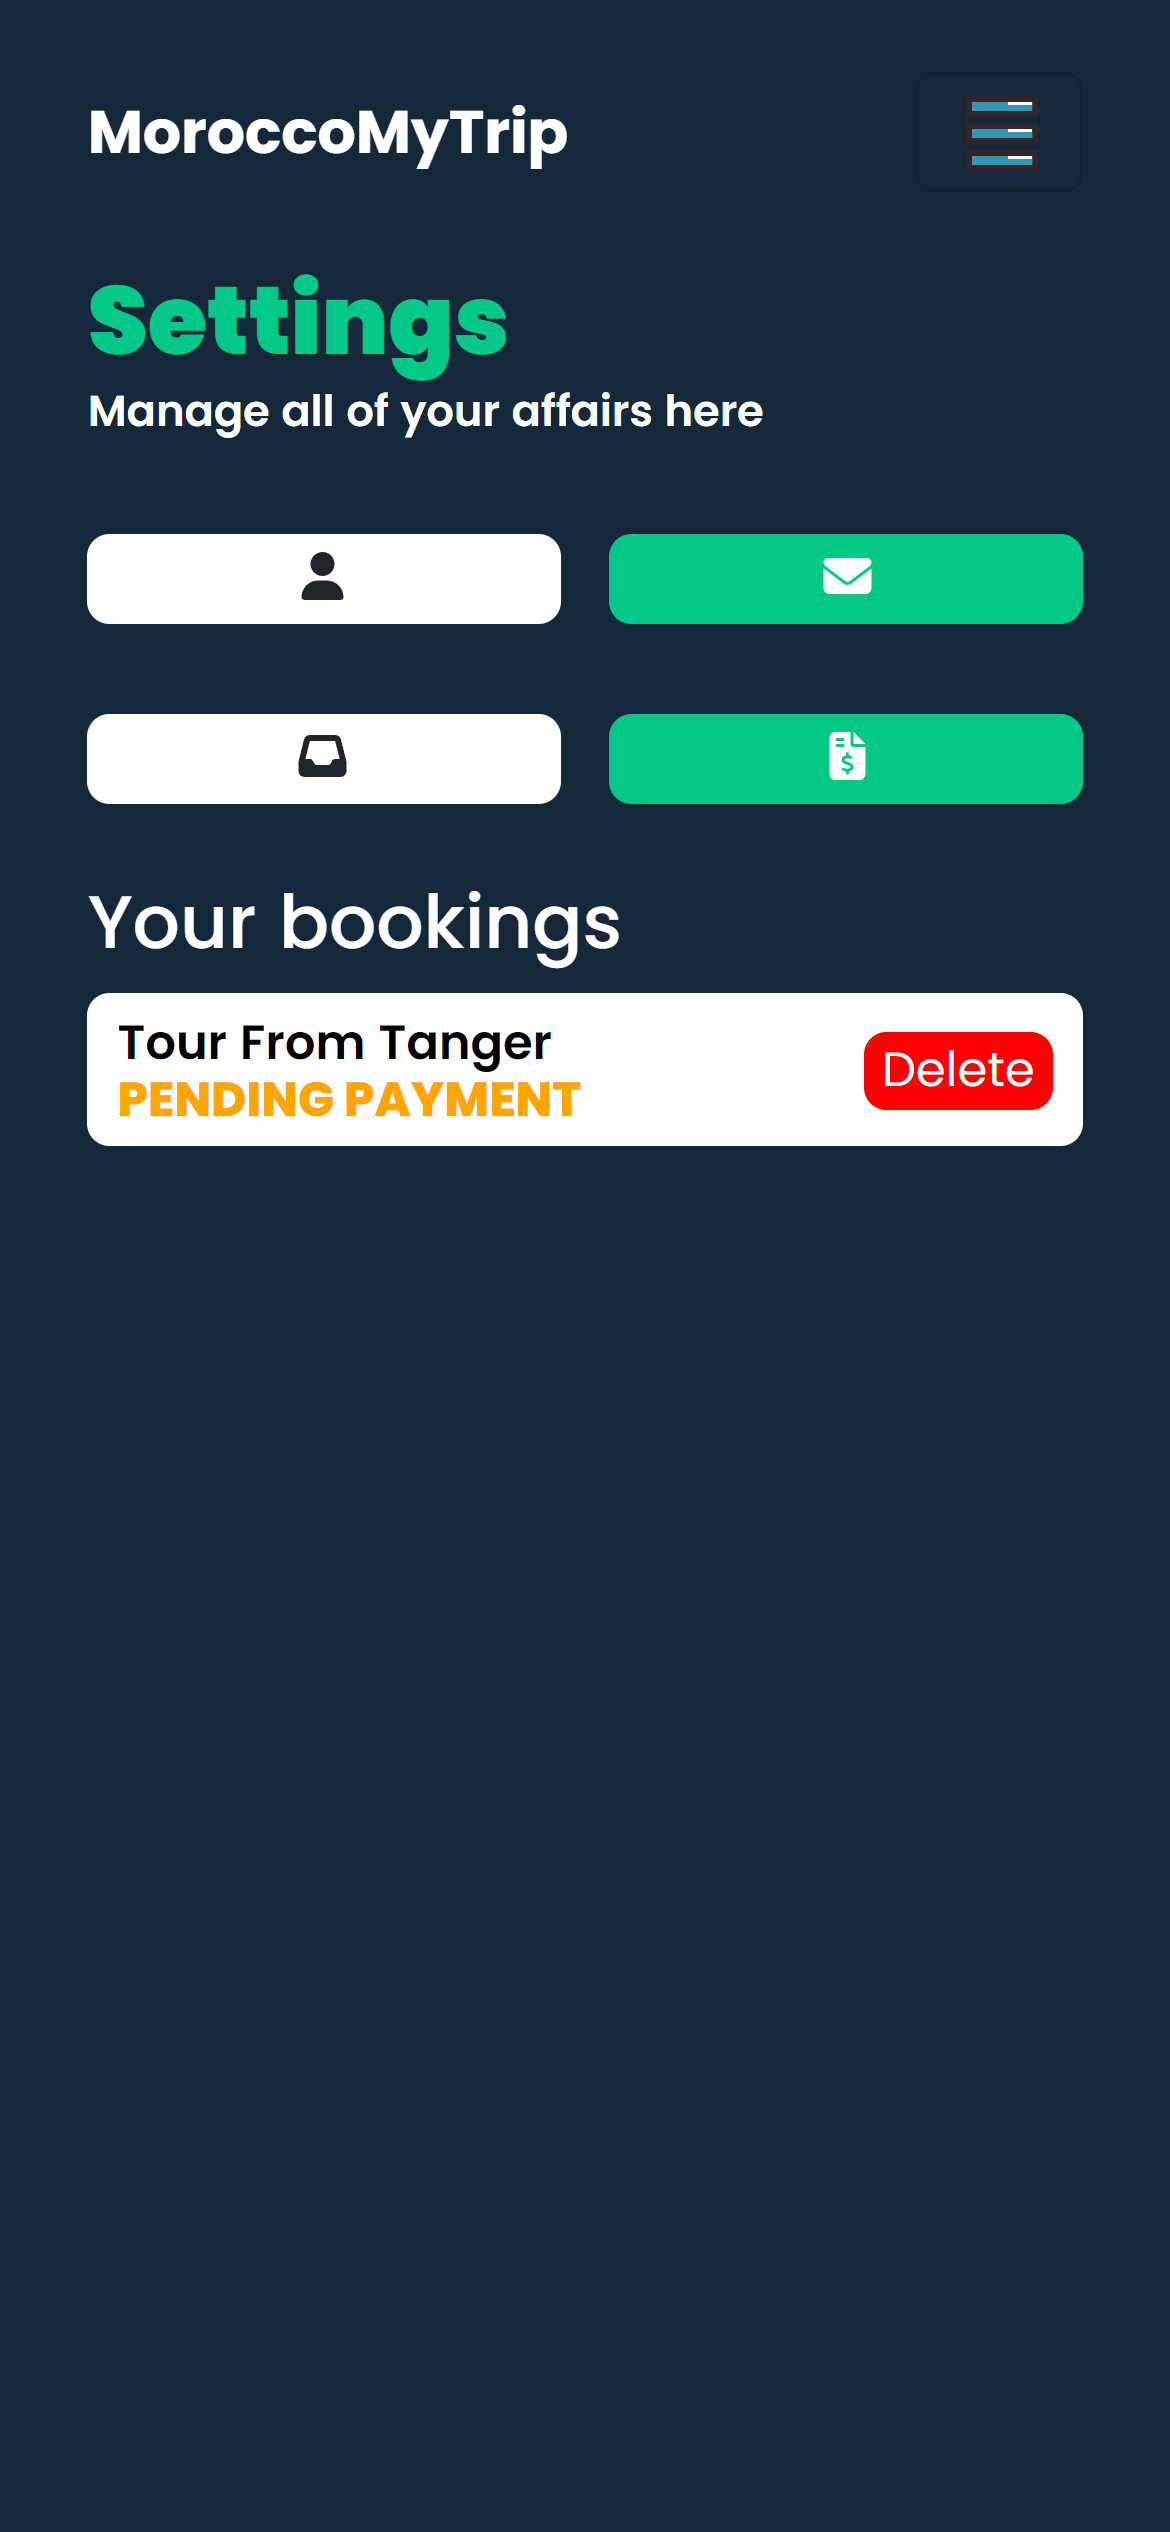 MoroccoMyTrip
Settings
Manage all of your affairs here
Your bookings
Tour From Tanger
PENDING PAYMENT
Delete